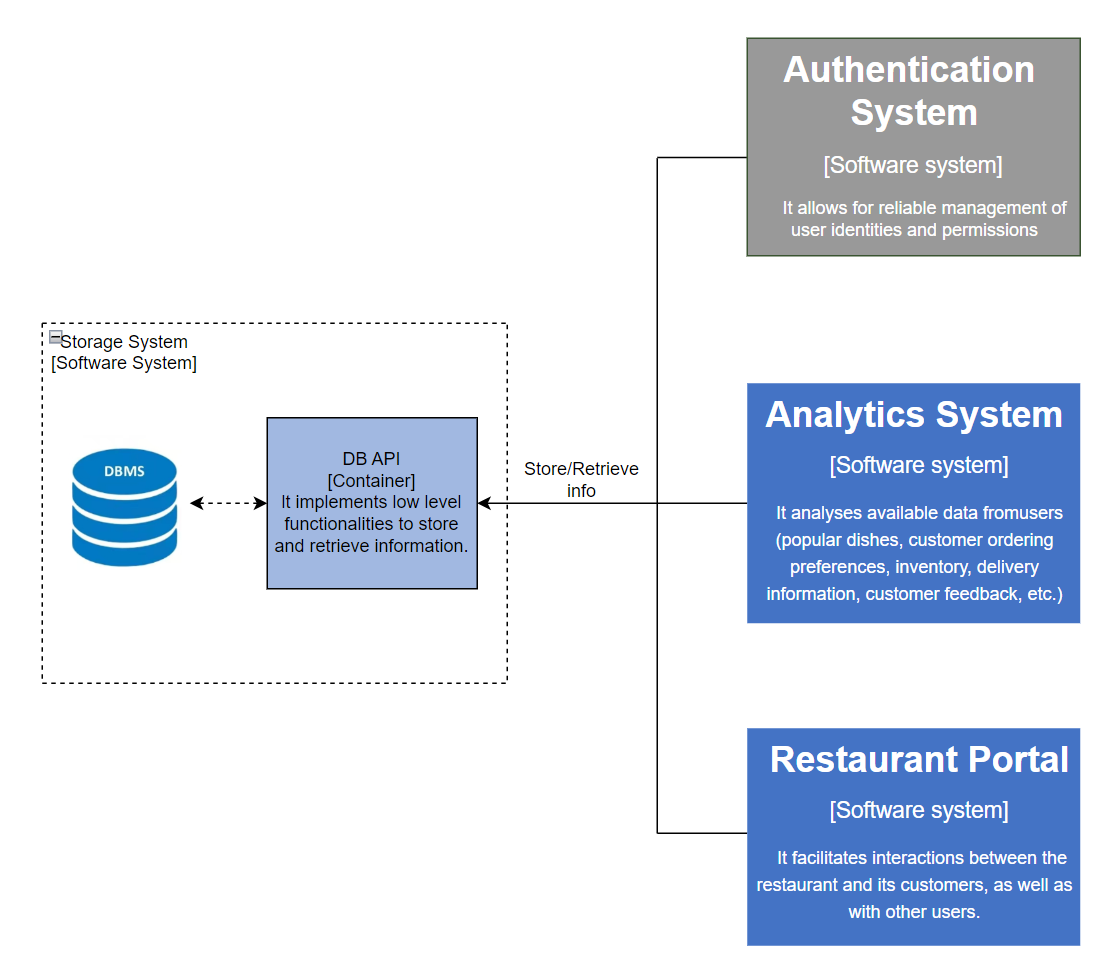 Authentication
System
[Software system]
It allows for reliable management of
user identities and permissions
Storage System
[Software System]
DBMS
DB API
[Container]
It implements low level
functionalities to store
and retrieve information.
Store/Retrieve
info
Analytics System
[Software system]
It analyses available data fromusers
(popular dishes, customer ordering
preferences, inventory, delivery
information, customer feedback, etc.)
Restaurant Portal
[Software system]
It facilitates interactions between the
restaurant and its customers, as well as
with other users.